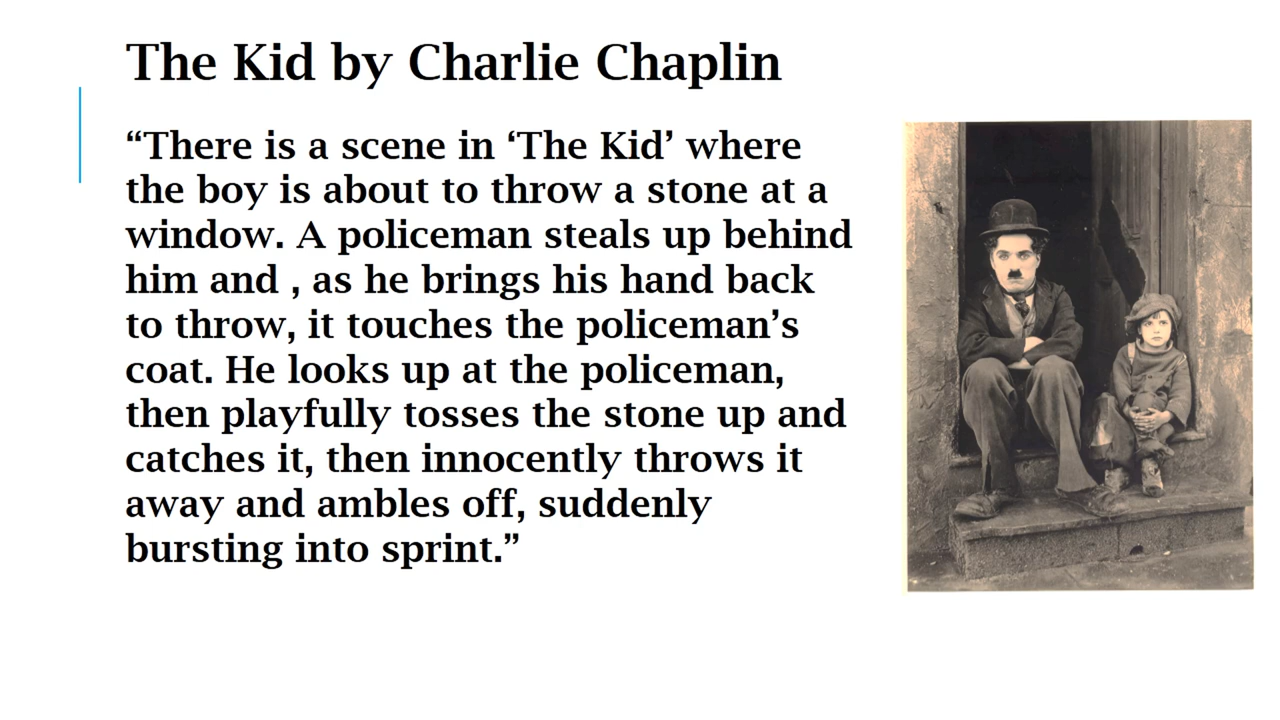 The Kid by Charlie Chaplin
“There is a scene in ‘The Kid’ where
the boy is about to throw a stone at a
window. A policeman steals up behind
him and , as he brings his hand back
to throw, it touches the policeman’s
coat. He looks up at the policeman,
then playfully tosses the stone up and
catches it, then innocently throws it
away and ambles off, suddenly
bursting into sprint.”